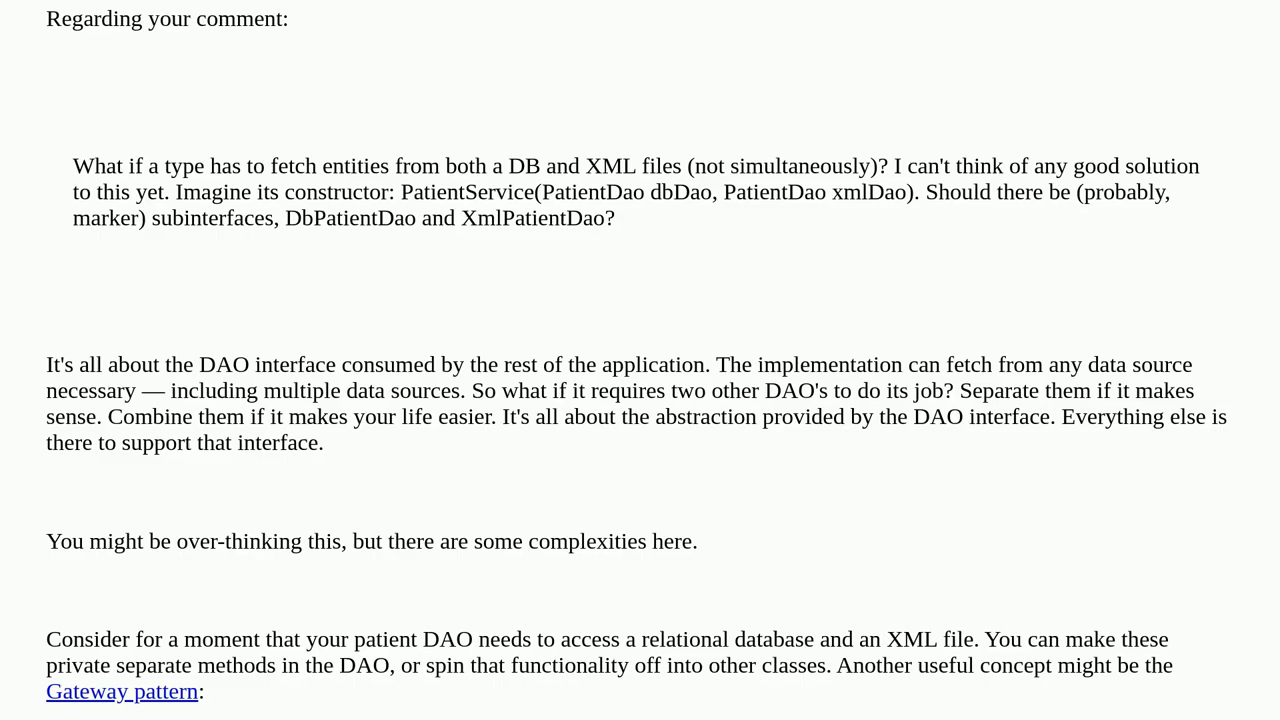 Regarding your comment:
What if a type has to fetch entities from both a DB and XML files (not simultaneously)? I can't think of any good solution
to this yet. Imagine its constructor: PatientService(PatientDao dbDao, PatientDao xmlDao). Should there be (probably,
marker) subinterfaces, DbPatientDao and XmlPatientDao?
It's all about the DAO interface consumed by the rest of the application. The implementation can fetch from any data source
necessary — including multiple data sources. So what if it requires two other DAO's to do its job? Separate them if it makes
sense. Combine them if it makes your life easier. It's all about the abstraction provided by the DAO interface. Everything else is
there to support that interface.
You might be over-thinking this, but there are some complexities here.
Consider for a moment that your patient DAO needs to access a relational database and an XML file. You can make these
private separate methods in the DAO, or spin that functionality off into other classes. Another useful concept might be the
Gateway pattern: